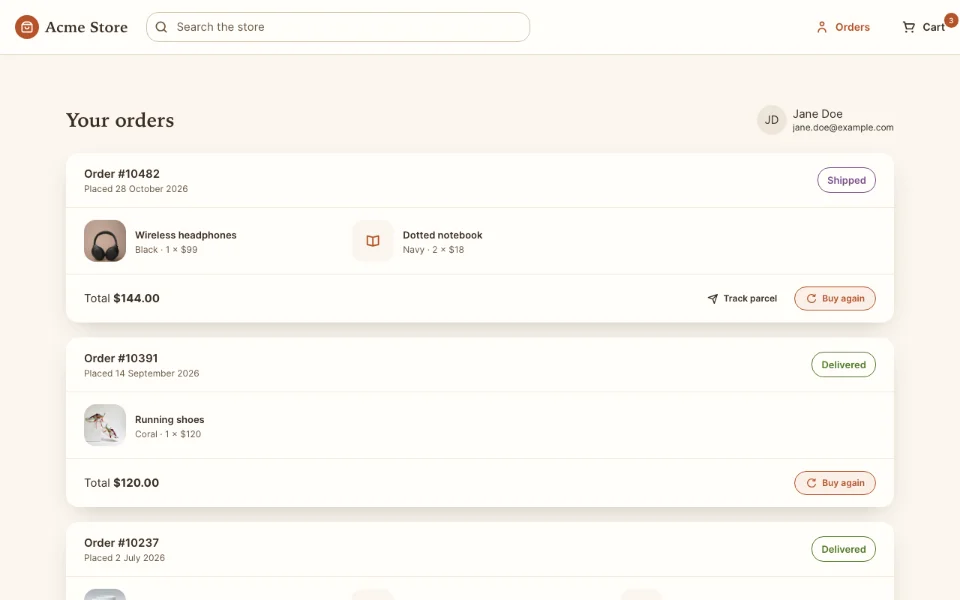 Acme Store
Search the store
Orders
Cart
3
Your orders
JD
Jane Doe
jane.doe@example.com
Order #10482
Placed 28 October 2026
Shipped
Wireless headphones
Black · 1 × $99
Dotted notebook
Navy · 2 × $18
Total $144.00
Track parcel
Buy again
Order #10391
Placed 14 September 2026
Delivered
Running shoes
Coral · 1 × $120
Total $120.00
Buy again
Order #10237
Placed 2 July 2026
Delivered